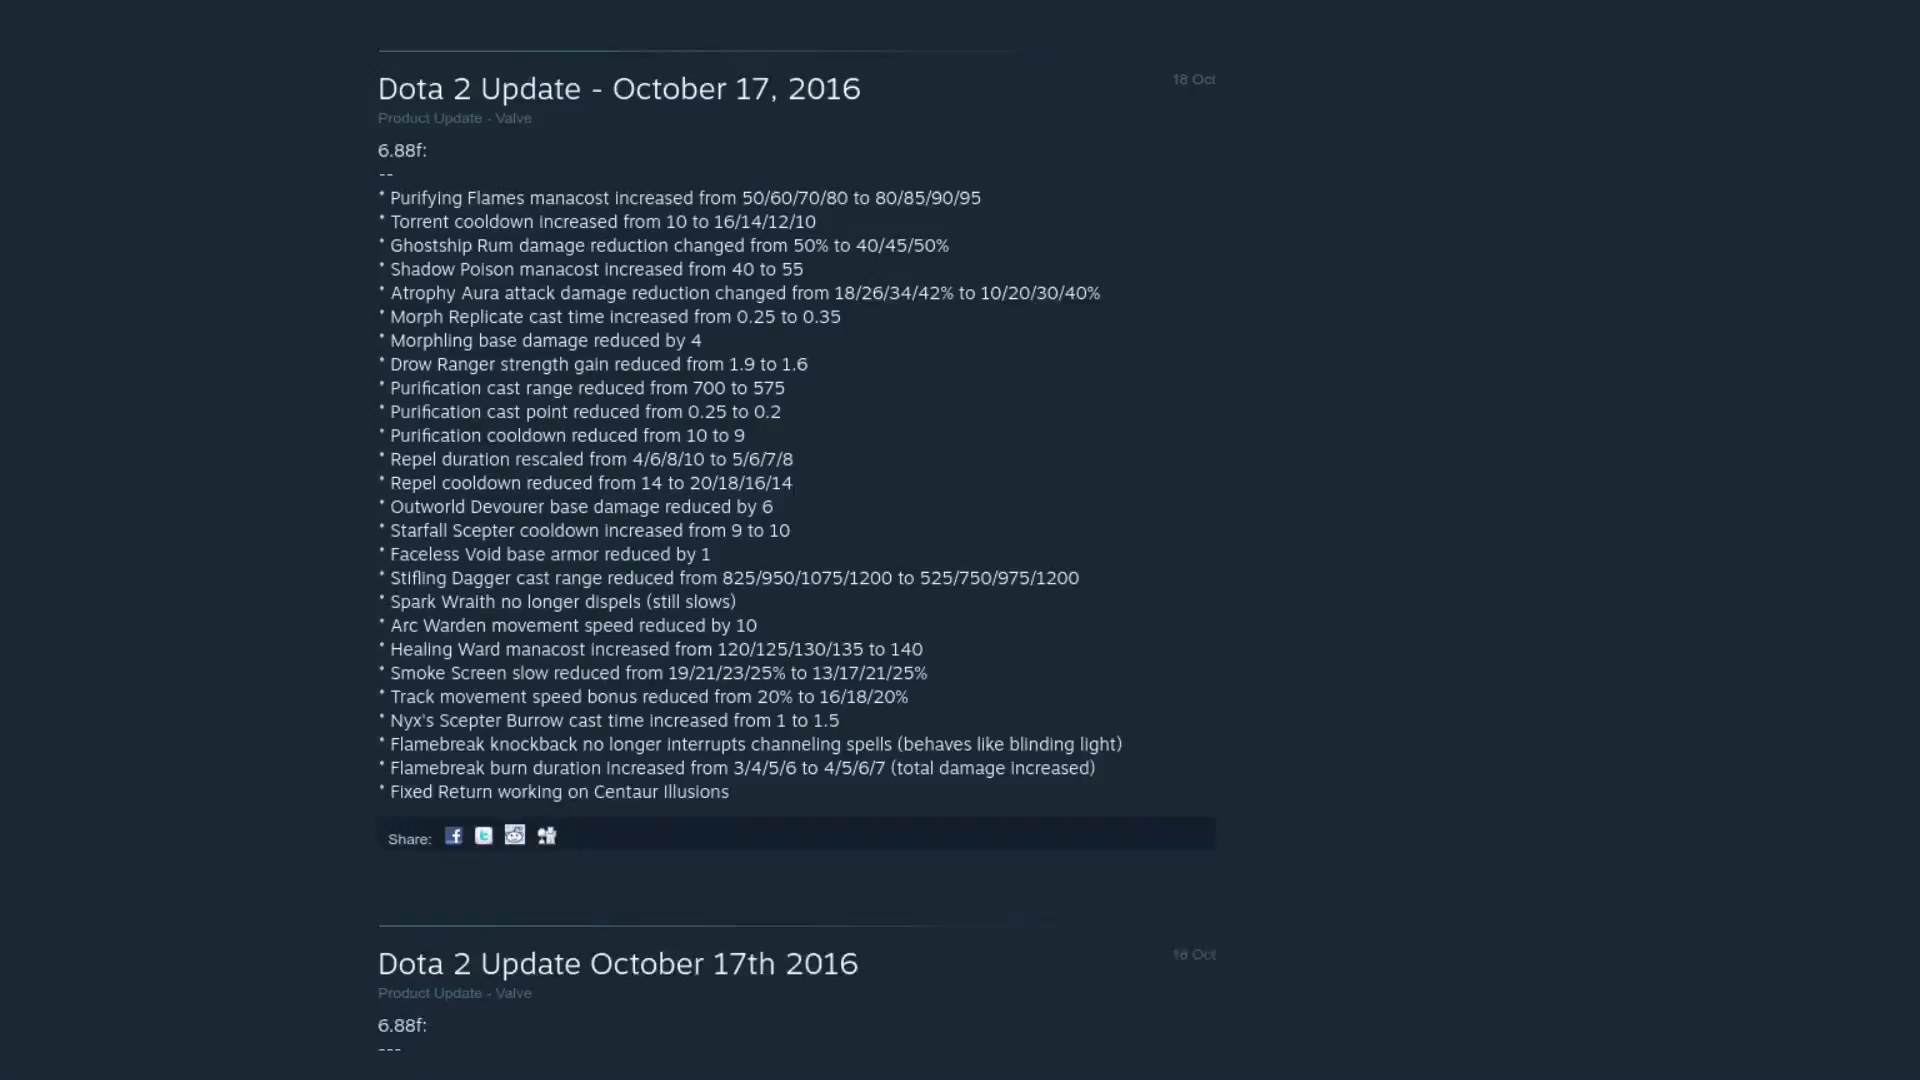 Dota 2 Update - October 17, 2016
18 Oct
Product Update - Valve
6.88f:
--
* Purifying Flames manacost increased from 50/60/70/80 to 80/85/90/95
* Torrent cooldown increased from 10 to 16/14/12/10
* Ghostship Rum damage reduction changed from 50% to 40/45/50%
* Shadow Poison manacost increased from 40 to 55
* Atrophy Aura attack damage reduction changed from 18/26/34/42% to 10/20/30/40%
* Morph Replicate cast time increased from 0.25 to 0.35
* Morphling base damage reduced by 4
* Drow Ranger strength gain reduced from 1.9 to 1.6
* Purification cast range reduced from 700 to 575
* Purification cast point reduced from 0.25 to 0.2
* Purification cooldown reduced from 10 to 9
* Repel duration rescaled from 4/6/8/10 to 5/6/7/8
* Repel cooldown reduced from 14 to 20/18/16/14
* Outworld Devourer base damage reduced by 6
* Starfall Scepter cooldown increased from 9 to 10
* Faceless Void base armor reduced by 1
* Stifling Dagger cast range reduced from 825/950/1075/1200 to 525/750/975/1200
* Spark Wraith no longer dispels (still slows)
* Arc Warden movement speed reduced by 10
* Healing Ward manacost increased from 120/125/130/135 to 140
* Smoke Screen slow reduced from 19/21/23/25% to 13/17/21/25%
* Track movement speed bonus reduced from 20% to 16/18/20%
* Nyx's Scepter Burrow cast time increased from 1 to 1.5
* Flamebreak knockback no longer interrupts channeling spells (behaves like blinding light)
* Flamebreak burn duration increased from 3/4/5/6 to 4/5/6/7 (total damage increased)
* Fixed Return working on Centaur Illusions
Share:
Dota 2 Update October 17th 2016
18 Oct
Product Update - Valve
6.88f:
---